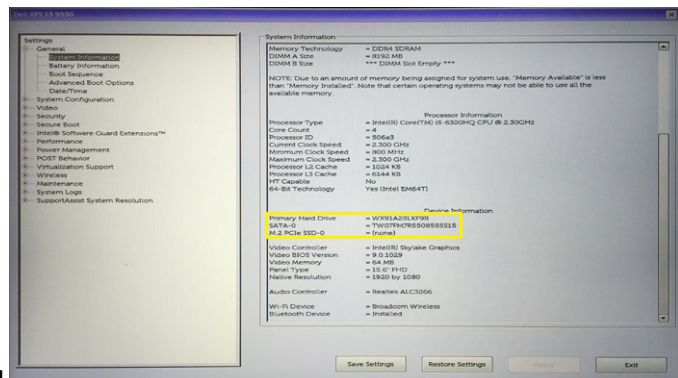 Dell XPS 15 9550
Settings
General
System Information
Battery Information
Boot Sequence
Advanced Boot Options
Date/Time
System Configuration
Video
Security
Secure Boot
Intel® Software Guard Extensions™
Performance
Power Management
POST Behavior
Virtualization Support
Wireless
Maintenance
System Logs
SupportAssist System Resolution
System Information
Memory Technology = DDR4 SDRAM
DIMM A Size = 8192 MB
DIMM B Size *** DIMM Slot Empty ***
NOTE: Due to an amount of memory being assigned for system use, "Memory Available" is less
than "Memory Installed". Note that certain operating systems may not be able to use all the
available memory.
Processor Information
Processor Type = Intel(R) Core(TM) i5-6300HQ CPU @ 2.30GHz
Core Count = 4
Processor ID = 506e3
Current Clock Speed = 2.300 GHz
Minimum Clock Speed = 800 MHz
Maximum Clock Speed = 2.300 GHz
Processor L2 Cache = 1024 KB
Processor L3 Cache = 6144 KB
HT Capable No
64-Bit Technology Yes (Intel EM64T)
Device Information
Primary Hard Drive = WX91A25LKF9R
SATA-0
M.2 PCIe SSD-0 = (none)
Video Controller = Intel(R) Skylake Graphics
Video BIOS Version = 9.0.1029
Video Memory = 64 MB
Panel Type = 15.6" FHD
Native Resolution = 1920 by 1080
Audio Controller = Realtek ALC3266
Wi-Fi Device = Broadcom Wireless
Bluetooth Device = Installed
Save Settings Restore Settings Apply Exit